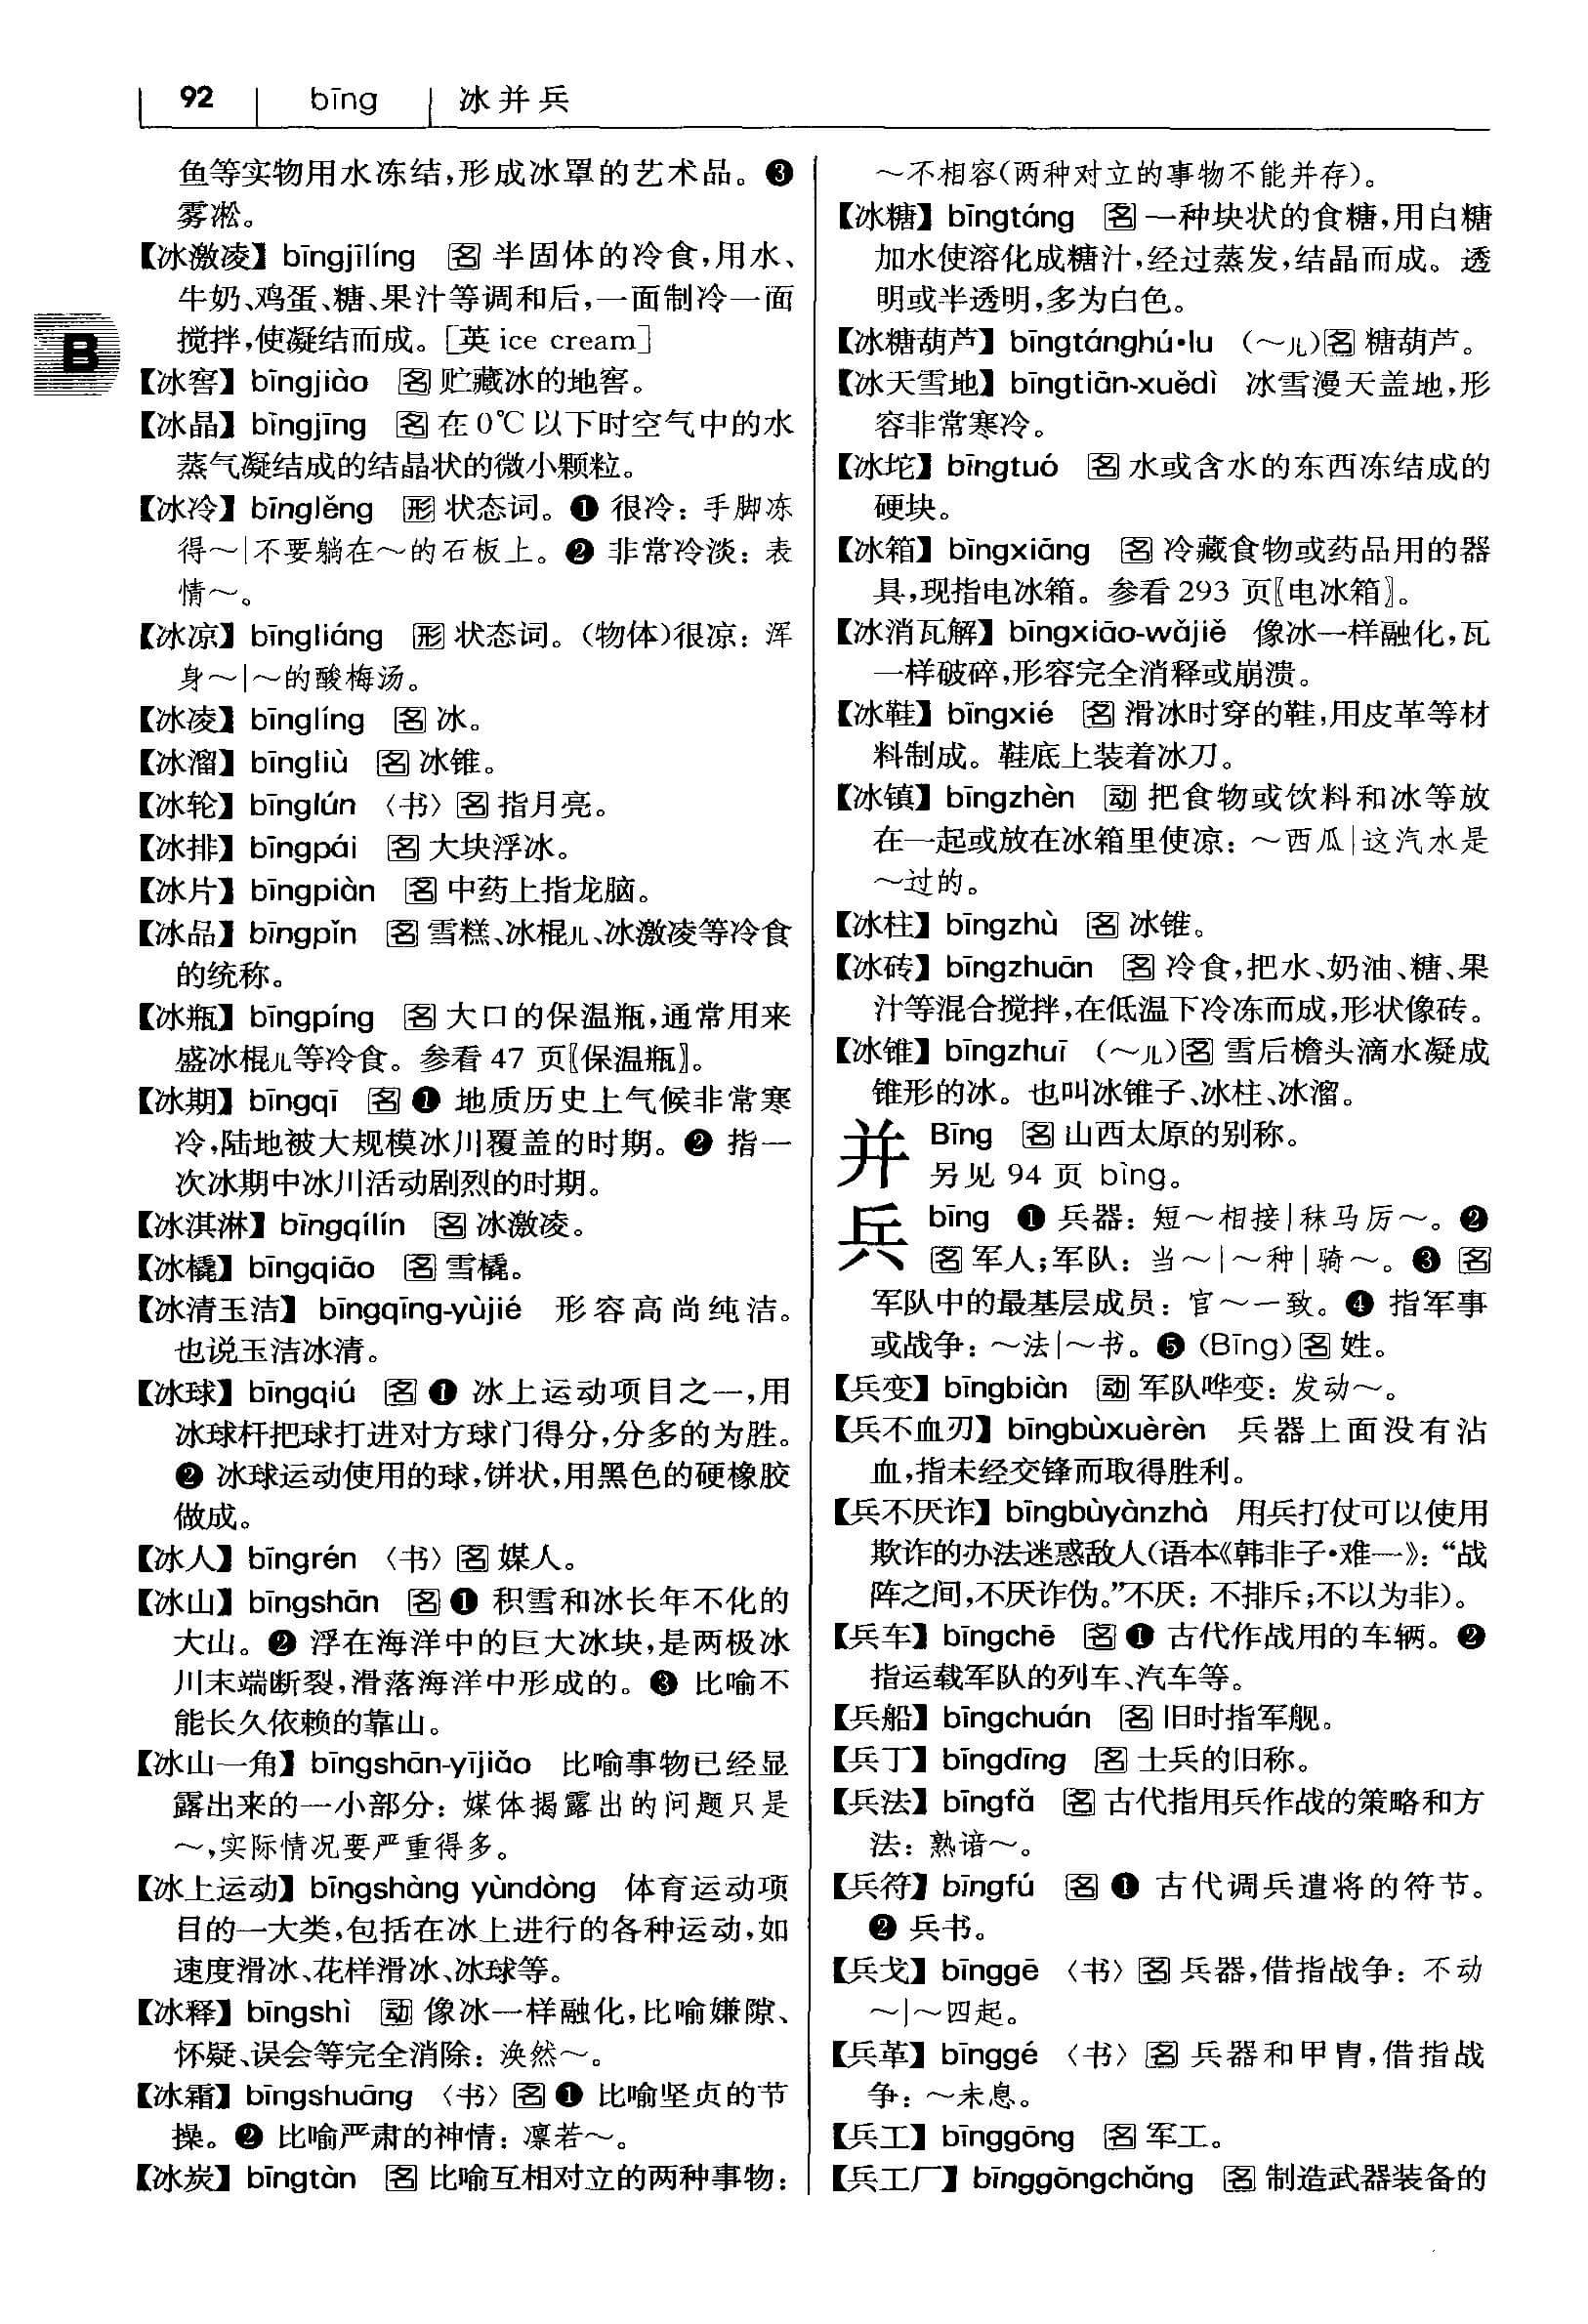 92 bīng 冰并兵
鱼等实物用水冻结,形成冰罩的艺术品。❸
雾凇。
【冰激凌】bīngjīlíng 名 半固体的冷食,用水、
牛奶、鸡蛋、糖、果汁等调和后,一面制冷一面
搅拌,使凝结而成。[英 ice cream]
B
【冰窖】bīngjiào 名 贮藏冰的地窖。
【冰晶】bīngjīng 名 在0℃以下时空气中的水
蒸气凝结成的结晶状的微小颗粒。
【冰冷】bīnglěng 形 状态词。❶ 很冷：手脚冻
得～|不要躺在～的石板上。❷ 非常冷淡：表
情～。
【冰凉】bīngliáng 形 状态词。(物体)很凉：浑
身～|～的酸梅汤。
【冰凌】bīnglíng 名 冰。
【冰溜】bīngliù 名 冰锥。
【冰轮】bīnglún 〈书〉名 指月亮。
【冰排】bīngpái 名 大块浮冰。
【冰片】bīngpiàn 名 中药上指龙脑。
【冰品】bīngpǐn 名 雪糕、冰棍儿、冰激凌等冷食
的统称。
【冰瓶】bīngpíng 名 大口的保温瓶,通常用来
盛冰棍儿等冷食。参看 47 页〖保温瓶〗。
【冰期】bīngqī 名 ❶ 地质历史上气候非常寒
冷,陆地被大规模冰川覆盖的时期。❷ 指一
次冰期中冰川活动剧烈的时期。
【冰淇淋】bīngqílín 名 冰激凌。
【冰橇】bīngqiāo 名 雪橇。
【冰清玉洁】bīngqīng-yùjié 形容高尚纯洁。
也说玉洁冰清。
【冰球】bīngqiú 名 ❶ 冰上运动项目之一,用
冰球杆把球打进对方球门得分,分多的为胜。
❷ 冰球运动使用的球,饼状,用黑色的硬橡胶
做成。
【冰人】bīngrén 〈书〉名 媒人。
【冰山】bīngshān 名 ❶ 积雪和冰长年不化的
大山。❷ 浮在海洋中的巨大冰块,是两极冰
川末端断裂,滑落海洋中形成的。❸ 比喻不
能长久依赖的靠山。
【冰山一角】bīngshān-yījiǎo 比喻事物已经显
露出来的一小部分：媒体揭露出的问题只是
～,实际情况要严重得多。
【冰上运动】bīngshàng yùndòng 体育运动项
目的一大类,包括在冰上进行的各种运动,如
速度滑冰、花样滑冰、冰球等。
【冰释】bīngshì 动 像冰一样融化,比喻嫌隙、
怀疑、误会等完全消除：涣然～。
【冰霜】bīngshuāng 〈书〉名 ❶ 比喻坚贞的节
操。❷ 比喻严肃的神情：凛若～。
【冰炭】bīngtàn 名 比喻互相对立的两种事物：
～不相容(两种对立的事物不能并存)。
【冰糖】bīngtáng 名 一种块状的食糖,用白糖
加水使溶化成糖汁,经过蒸发,结晶而成。透
明或半透明,多为白色。
【冰糖葫芦】bīngtánghú•lu (～儿)名 糖葫芦。
【冰天雪地】bīngtiān-xuědì 冰雪漫天盖地,形
容非常寒冷。
【冰坨】bīngtuó 名 水或含水的东西冻结成的
硬块。
【冰箱】bīngxiāng 名 冷藏食物或药品用的器
具,现指电冰箱。参看 293 页〖电冰箱〗。
【冰消瓦解】bīngxiāo-wǎjiě 像冰一样融化,瓦
一样破碎,形容完全消释或崩溃。
【冰鞋】bīngxié 名 滑冰时穿的鞋,用皮革等材
料制成。鞋底上装着冰刀。
【冰镇】bīngzhèn 动 把食物或饮料和冰等放
在一起或放在冰箱里使凉：～西瓜|这汽水是
～过的。
【冰柱】bīngzhù 名 冰锥。
【冰砖】bīngzhuān 名 冷食,把水、奶油、糖、果
汁等混合搅拌,在低温下冷冻而成,形状像砖。
【冰锥】bīngzhuī (～儿)名 雪后檐头滴水凝成
锥形的冰。也叫冰锥子、冰柱、冰溜。
并 Bīng 名 山西太原的别称。
另见 94 页 bìng。
兵 bīng ❶ 兵器：短～相接|秣马厉～。❷
名 军人;军队：当～|～种|骑～。❸ 名
军队中的最基层成员：官～一致。❹ 指军事
或战争：～法|～书。❺ (Bīng)名 姓。
【兵变】bīngbiàn 动 军队哗变：发动～。
【兵不血刃】bīngbùxuèrèn 兵器上面没有沾
血,指未经交锋而取得胜利。
【兵不厌诈】bīngbùyànzhà 用兵打仗可以使用
欺诈的办法迷惑敌人(语本《韩非子•难一》：“战
阵之间,不厌诈伪。”不厌：不排斥;不以为非)。
【兵车】bīngchē 名 ❶ 古代作战用的车辆。❷
指运载军队的列车、汽车等。
【兵船】bīngchuán 名 旧时指军舰。
【兵丁】bīngdīng 名 士兵的旧称。
【兵法】bīngfǎ 名 古代指用兵作战的策略和方
法：熟谙～。
【兵符】bīngfú 名 ❶ 古代调兵遣将的符节。
❷ 兵书。
【兵戈】bīnggē 〈书〉名 兵器,借指战争：不动
～|～四起。
【兵革】bīnggé 〈书〉名 兵器和甲胄,借指战
争：～未息。
【兵工】bīnggōng 名 军工。
【兵工厂】bīnggōngchǎng 名 制造武器装备的